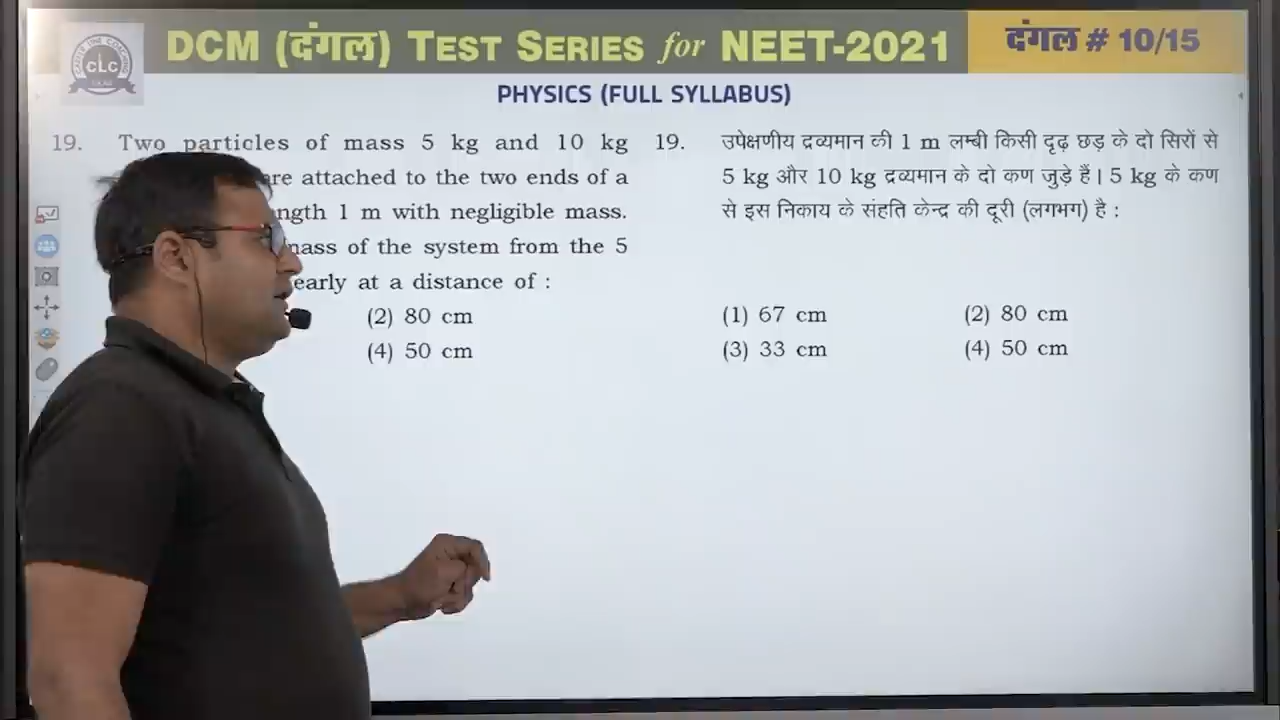 DCM (दंगल) TEST SERIES for NEET-2021
दंगल # 10/15
CLC
PHYSICS (FULL SYLLABUS)
19. Two particles of mass 5 kg and 10 kg
are attached to the two ends of a
ngth 1 m with negligible mass.
mass of the system from the 5
early at a distance of :
(2) 80 cm
(4) 50 cm
19. उपेक्षणीय द्रव्यमान की 1 m लम्बी किसी दृढ़ छड़ के दो सिरों से
5 kg और 10 kg द्रव्यमान के दो कण जुड़े हैं। 5 kg के कण
से इस निकाय के संहति केन्द्र की दूरी (लगभग) है :
(1) 67 cm (2) 80 cm
(3) 33 cm (4) 50 cm